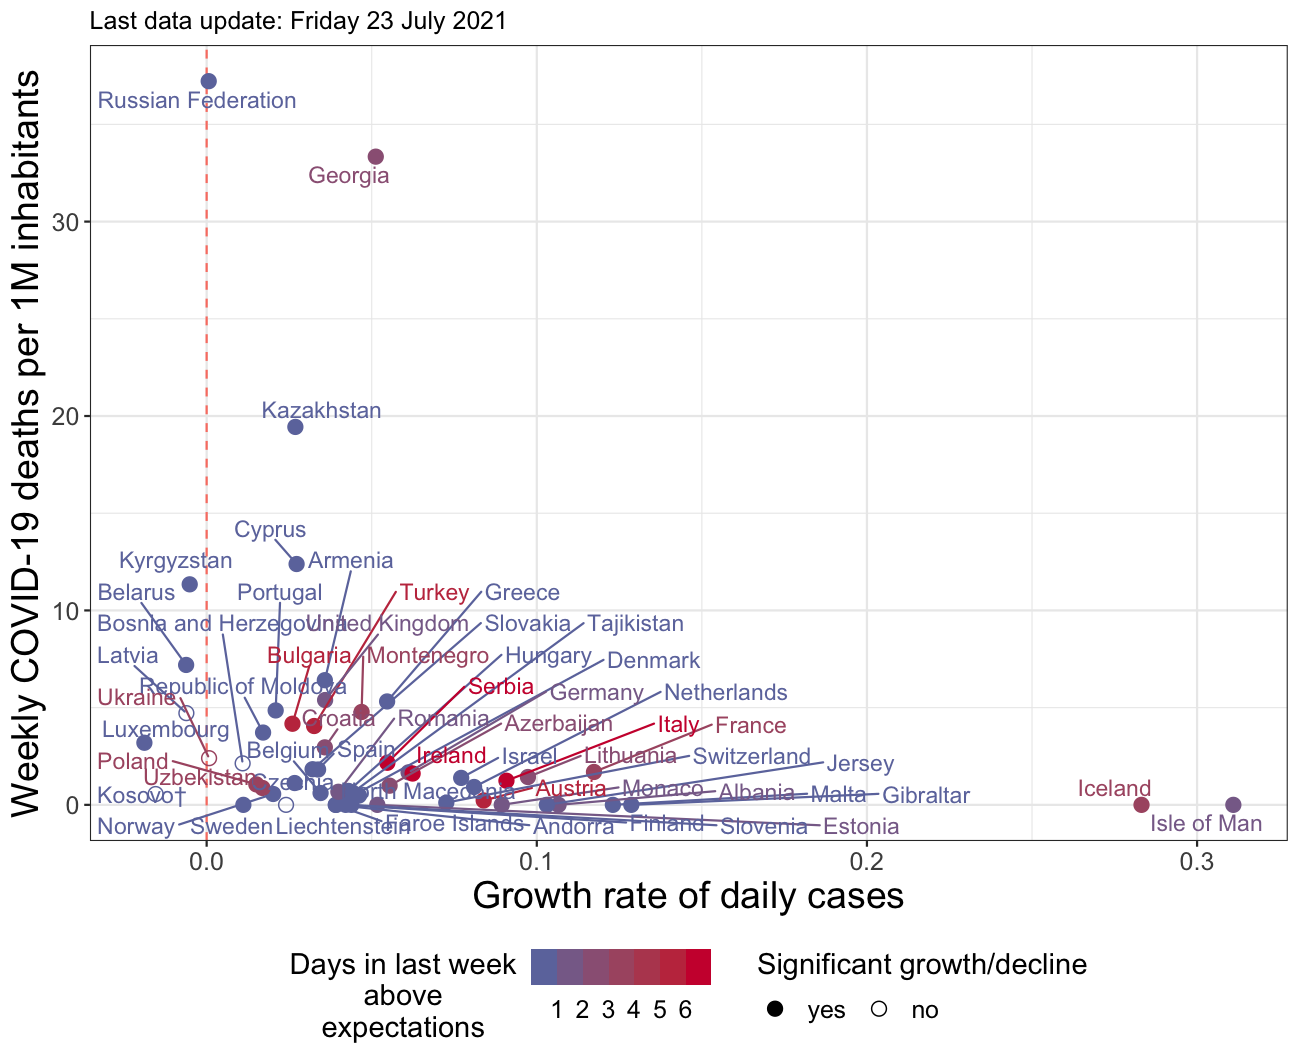 Last data update: Friday 23 July 2021
Weekly COVID-19 deaths per 1M inhabitants
Russian Federation
Georgia
30
Kazakhstan
20
Cyprus
Kyrgyzstan
Armenia
Belarus
Portugal
Turkey
Greece
10
Bosnia and Herzegovina
United Kingdom
Slovakia
Tajikistan
Latvia
Bulgaria
Montenegro
Hungary
Denmark
Republic of Moldova
Serbia
Germany
Netherlands
Ukraine
Luxembourg
Croatia
Romania
Azerbaijan
Italy
France
Belgium
Spain
Ireland
Israel
Lithuania
Switzerland
Poland
Jersey
Uzbekistan
Czechia
North Macedonia
Austria
Monaco
Albania
Malta
Gibraltar
Iceland
Kosovo†
0
Norway
Sweden
Liechtenstein
Faroe Islands
Andorra
Finland
Slovenia
Estonia
Isle of Man
0.0 0.1 0.2 0.3
Growth rate of daily cases
Days in last week
above
expectations
1 2 3 4 5 6
Significant growth/decline
yes no